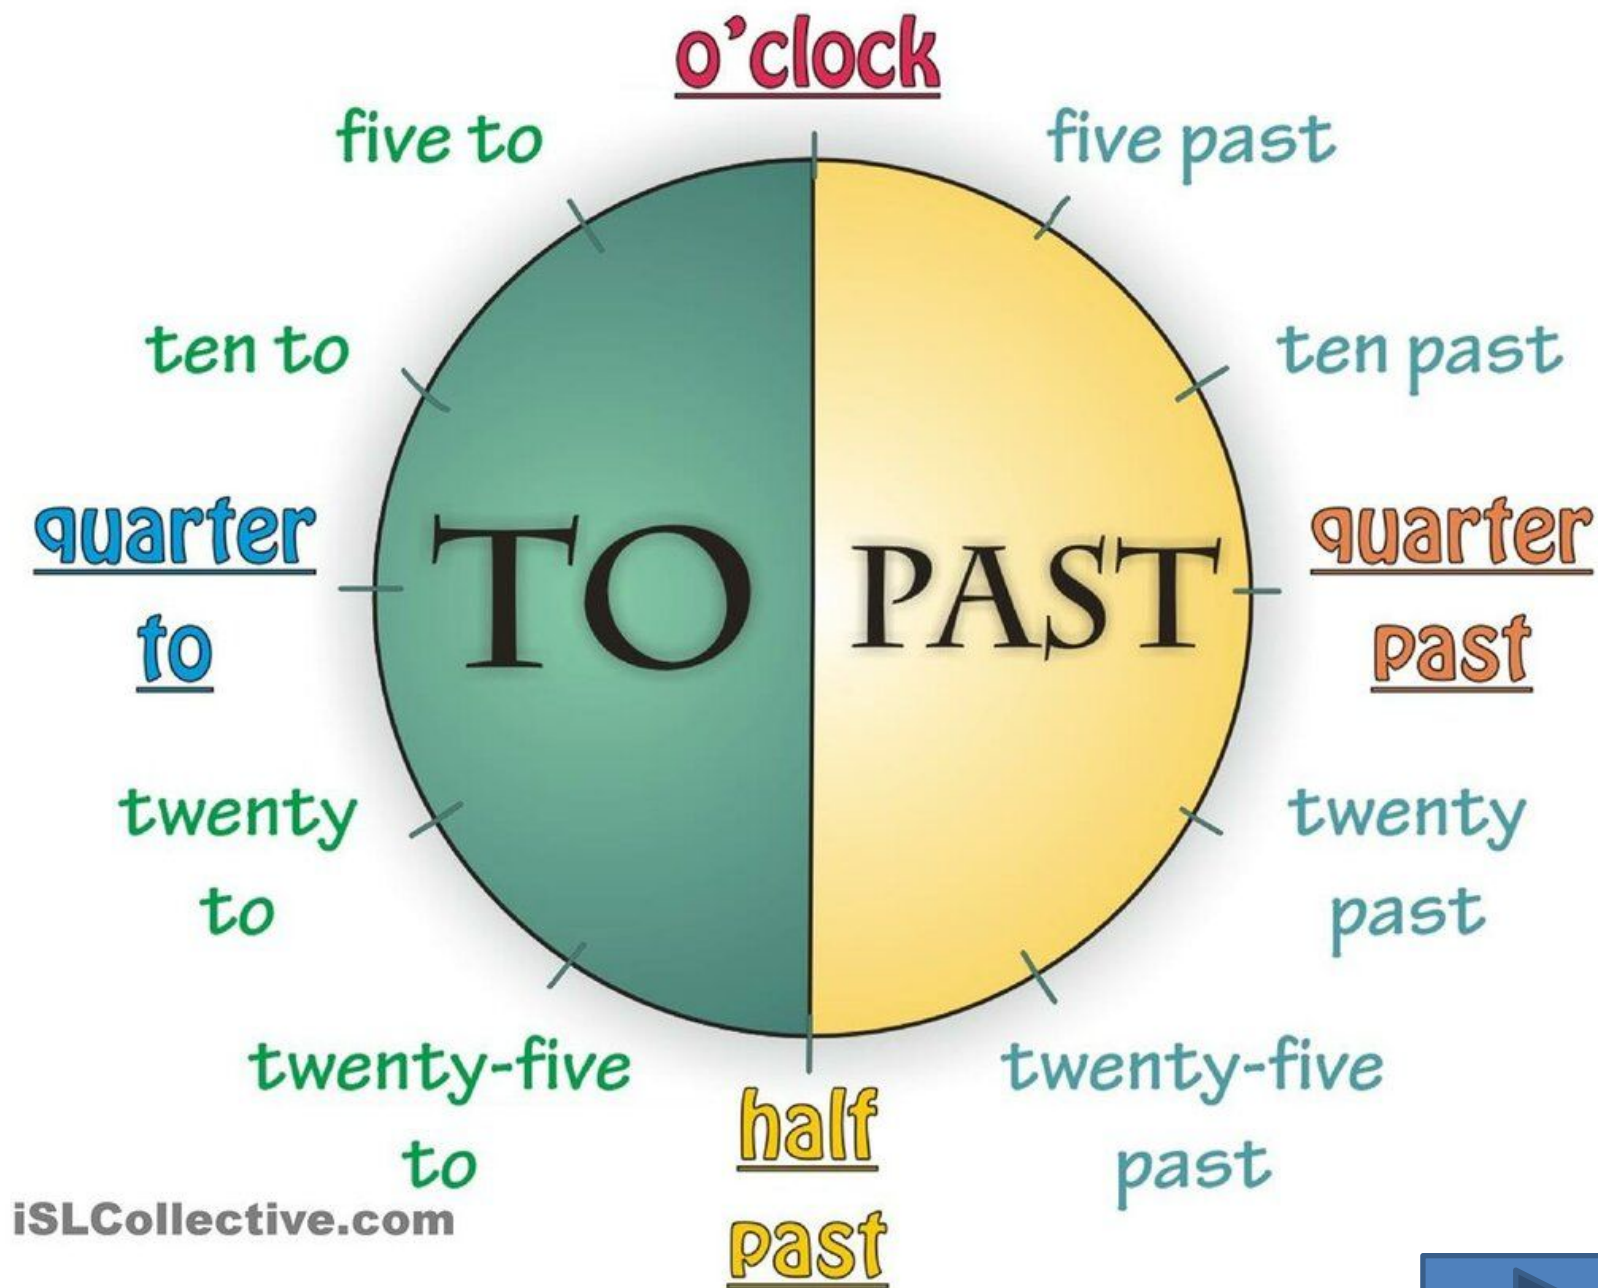 o'clock
five past
ten past
quarter
past
twenty
past
twenty-five
past
half
past
twenty-five
to
twenty
to
quarter
to
ten to
five to
TO
PAST
iSLCollective.com